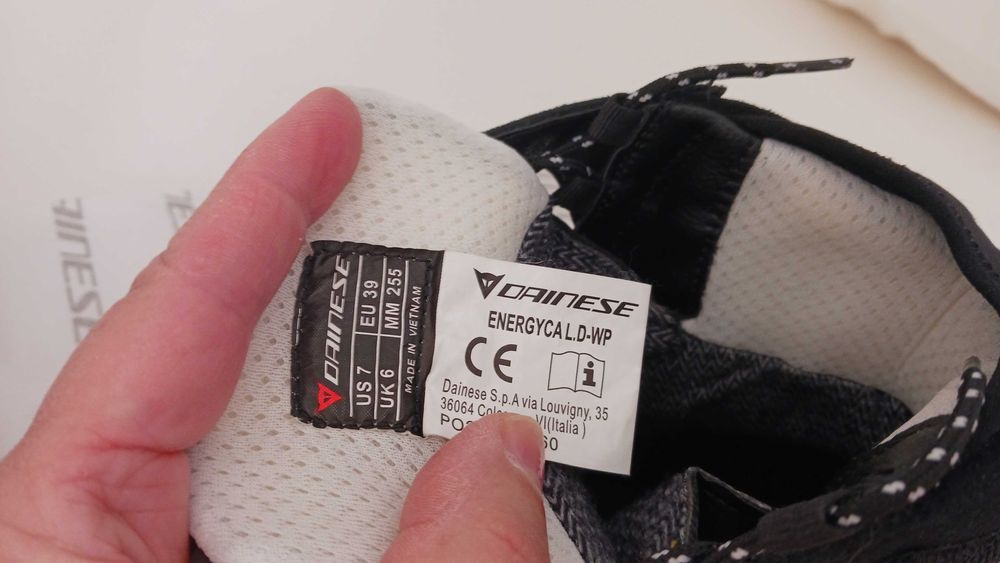 DAINESE
US 7 EU 39
UK 6 MM 255
MADE IN VIETNAM
DAINESE
ENERGYCA L.D-WP
CE
i
Dainese S.p.A via Louvigny, 35
36064 VI(Italia )
AINESE